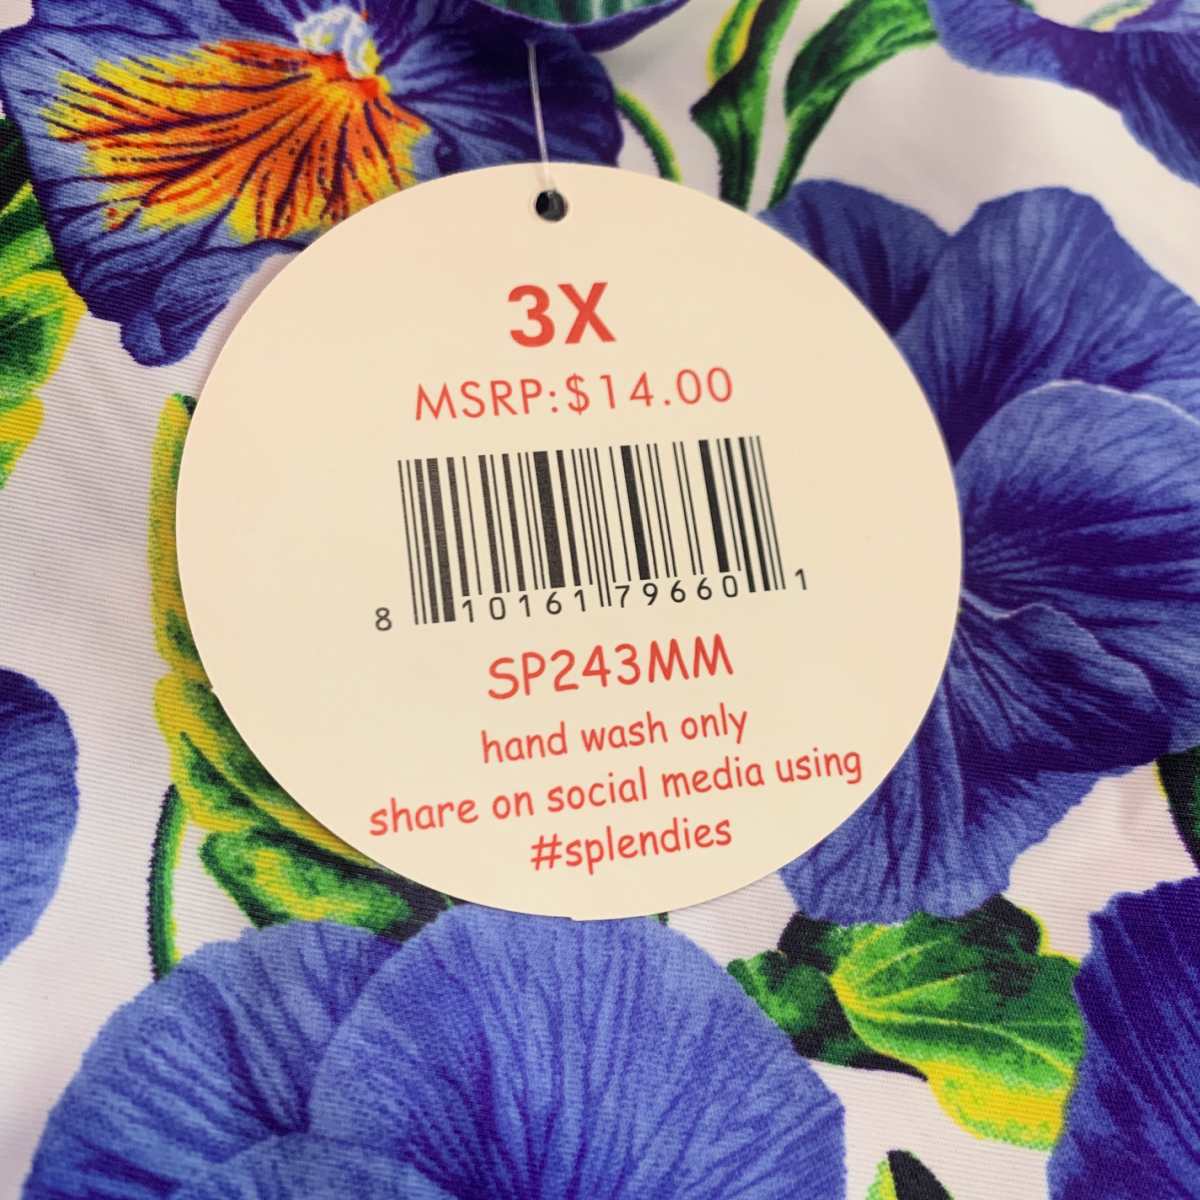 3X
MSRP:$14.00
8 10161 79660 1
SP243MM
hand wash only
share on social media using
#splendies